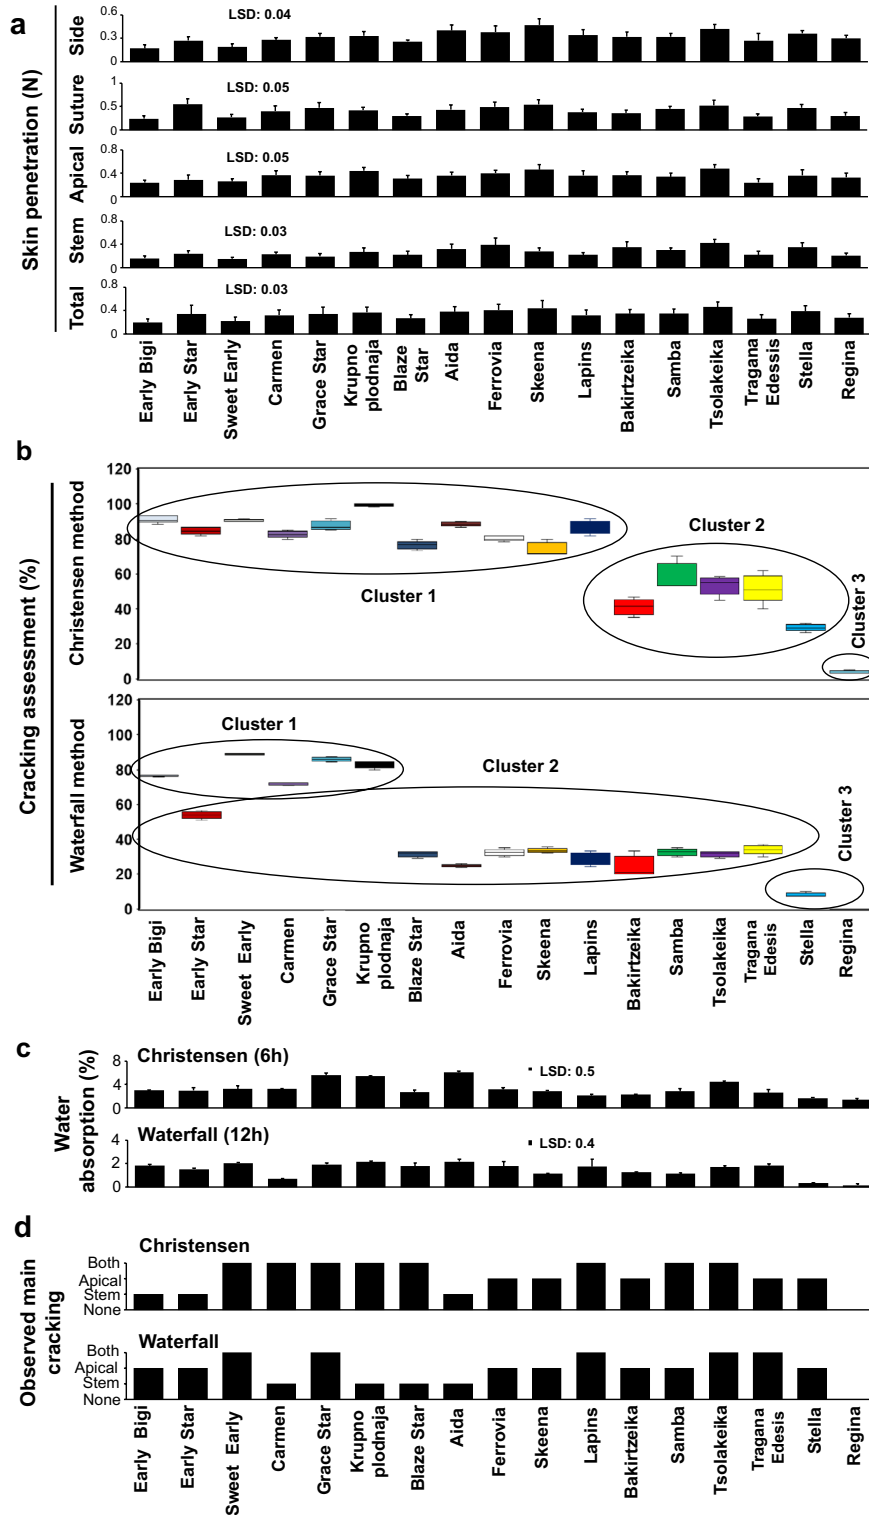 a
Skin penetration (N)
Side
0.6
0.3
0
LSD: 0.04
Suture
1
0.5
0
LSD: 0.05
Apical
0.8
0.4
0
LSD: 0.05
Stem
0.8
0.4
0
LSD: 0.03
Total
0.8
0.4
0
LSD: 0.03
Early Bigi
Early Star
Sweet Early
Carmen
Grace Star
Krupno
plodnaja
Blaze
Star
Aida
Ferrovia
Skeena
Lapins
Bakirtzeika
Samba
Tsolakeika
Tragana
Edessis
Stella
Regina
b
Cracking assessment (%)
Christensen method
120
100
80
60
40
20
0
Cluster 1
Cluster 2
Cluster 3
Waterfall method
120
100
80
60
40
20
0
Cluster 1
Cluster 2
Cluster 3
Early Bigi
Early Star
Sweet Early
Carmen
Grace Star
Krupno
plodnaja
Blaze Star
Aida
Ferrovia
Skeena
Lapins
Bakirtzeika
Samba
Tsolakeika
Tragana
Edesis
Stella
Regina
c
Water
absorption (%)
Christensen (6h)
8
4
0
LSD: 0.5
Waterfall (12h)
4
2
0
LSD: 0.4
d
Observed main
cracking
Christensen
Both
Apical
Stem
None
Waterfall
Both
Apical
Stem
None
Early Bigi
Early Star
Sweet Early
Carmen
Grace Star
Krupno
plodnaja
Blaze Star
Aida
Ferrovia
Skeena
Lapins
Bakirtzeika
Samba
Tsolakeika
Tragana
Edesis
Stella
Regina